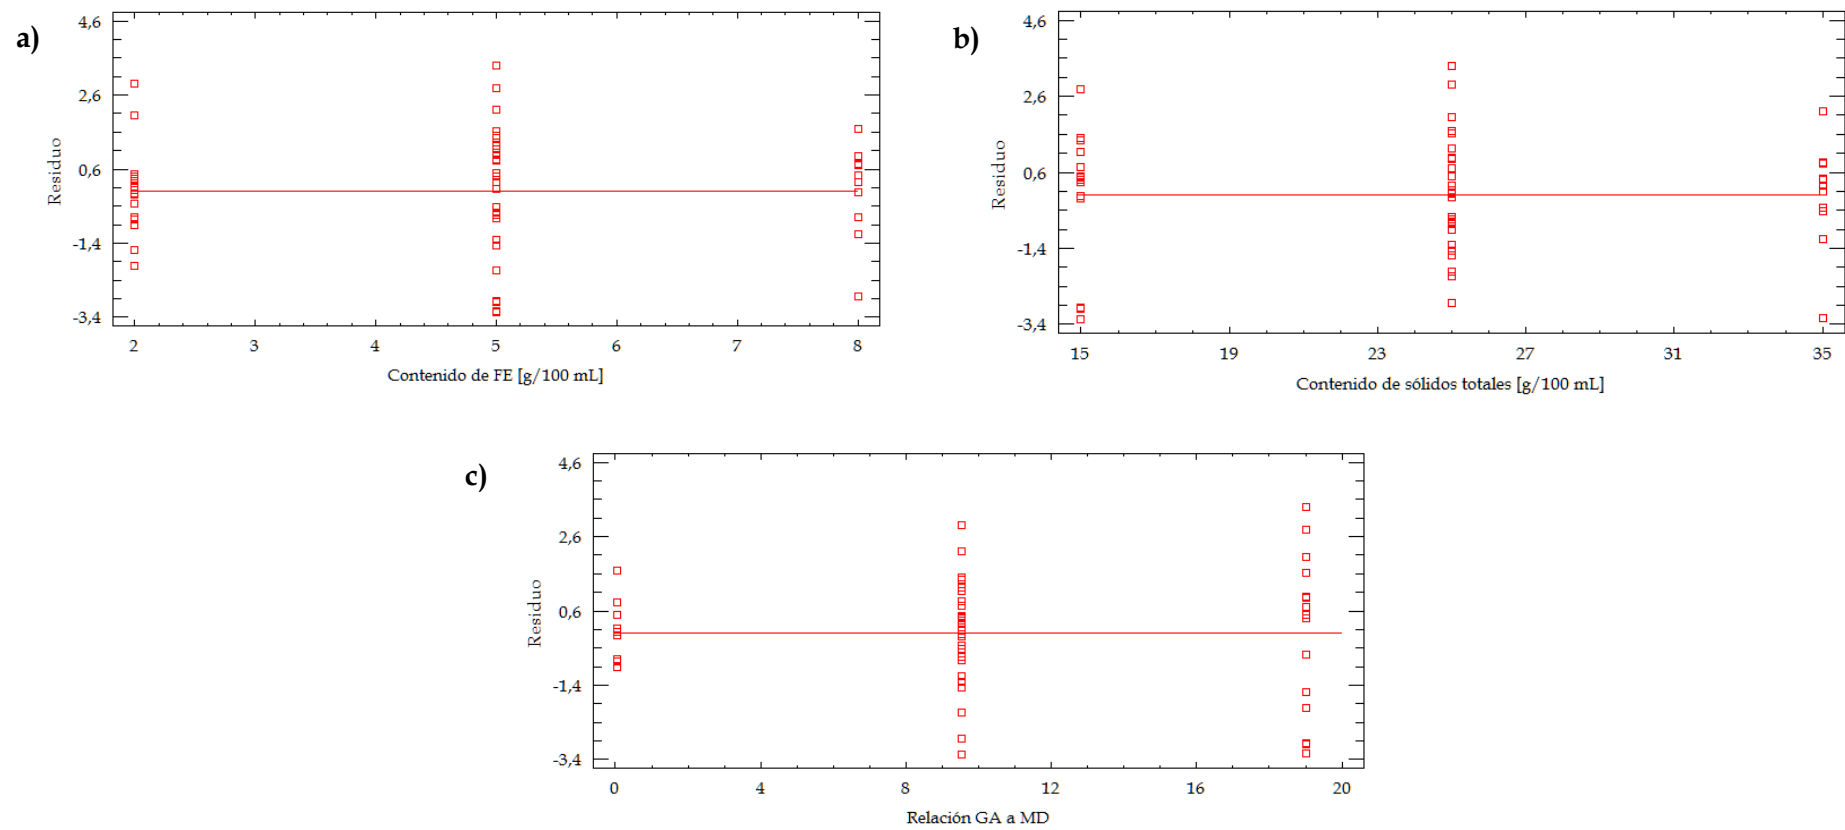 a)
4,6
2,6
0,6
-1,4
-3,4
Residuo
2 3 4 5 6 7 8
Contenido de FE [g/100 mL]
b)
4,6
2,6
0,6
-1,4
-3,4
Residuo
15 19 23 27 31 35
Contenido de sólidos totales [g/100 mL]
c)
4,6
2,6
0,6
-1,4
-3,4
Residuo
0 4 8 12 16 20
Relación GA a MD